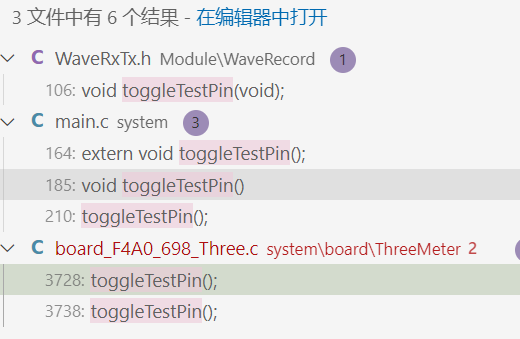 3 文件中有 6 个结果 - 在编辑器中打开
C WaveRxTx.h Module\WaveRecord 1
106: void toggleTestPin(void);
C main.c system 3
164: extern void toggleTestPin();
185: void toggleTestPin()
210: toggleTestPin();
C board_F4A0_698_Three.c system\board\ThreeMeter 2
3728: toggleTestPin();
3738: toggleTestPin();